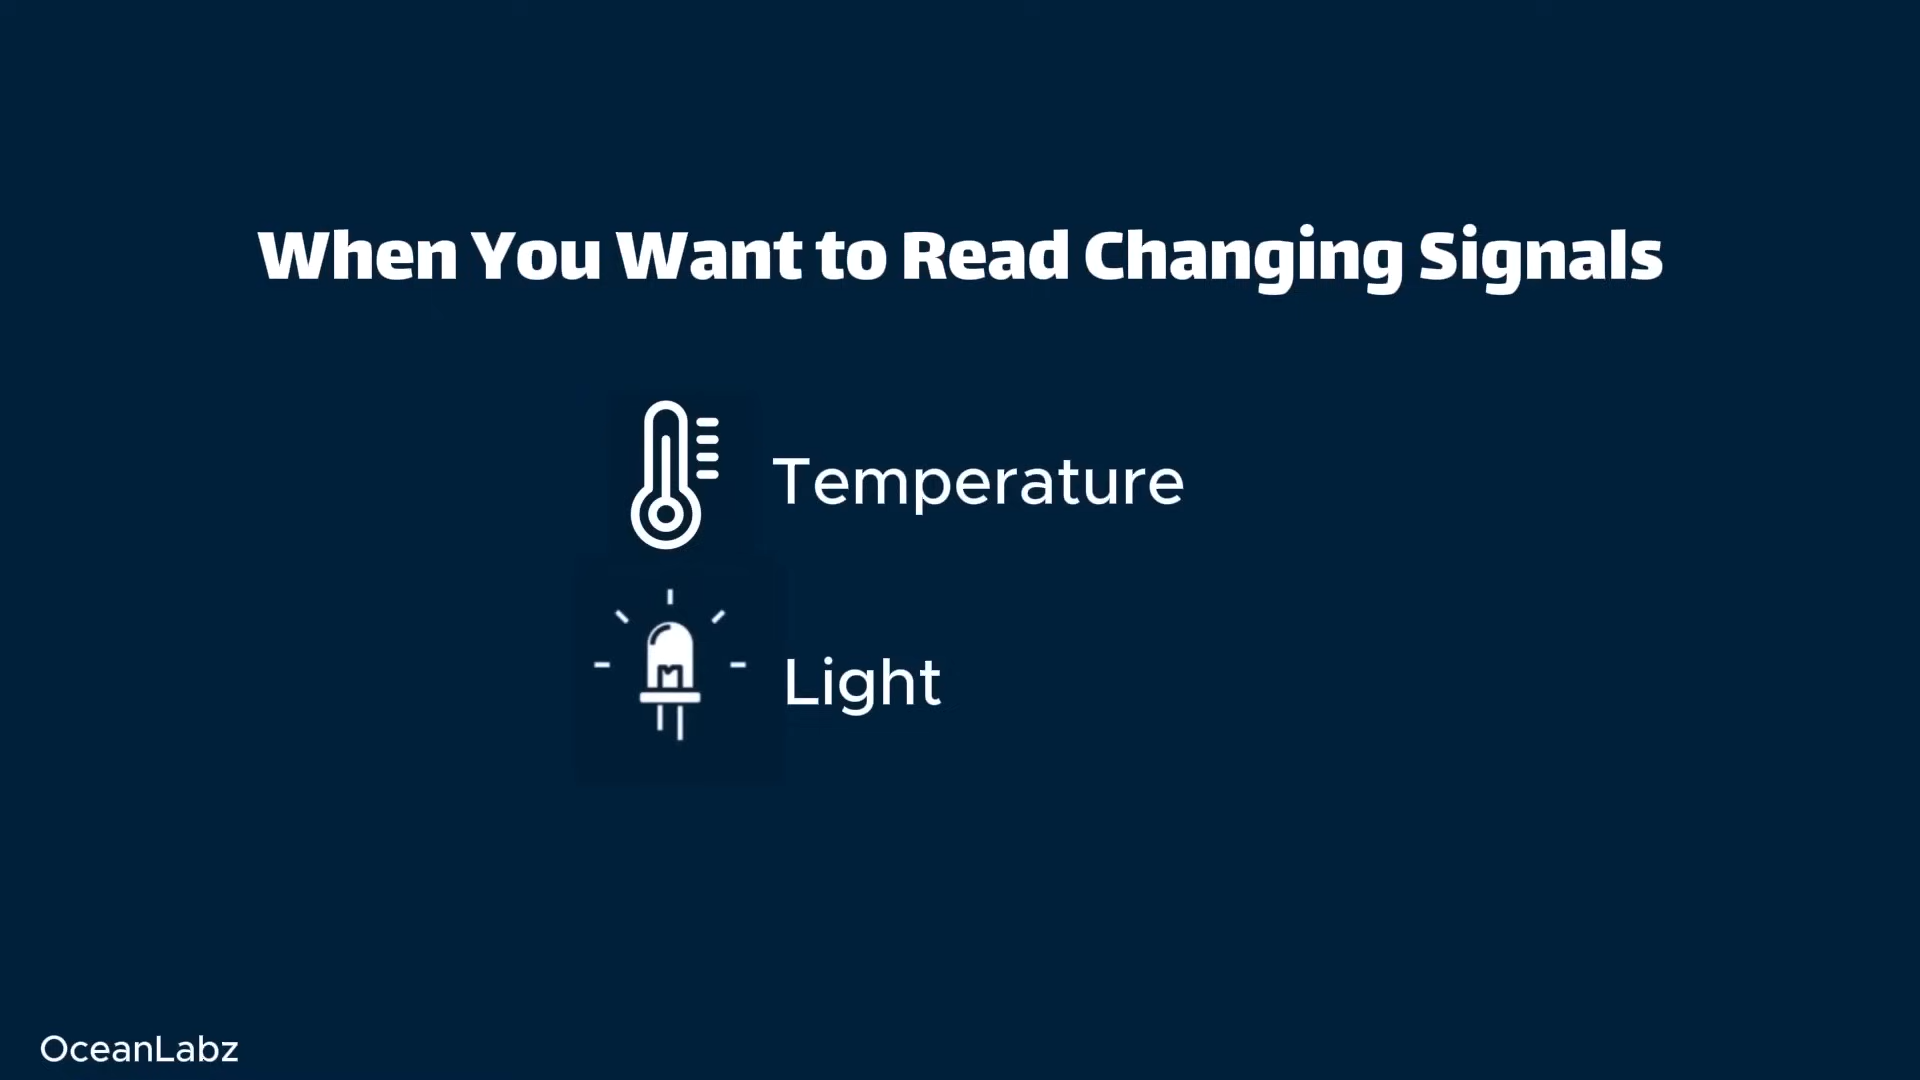 When You Want to Read Changing Signals
Temperature
Light
OceanLabz